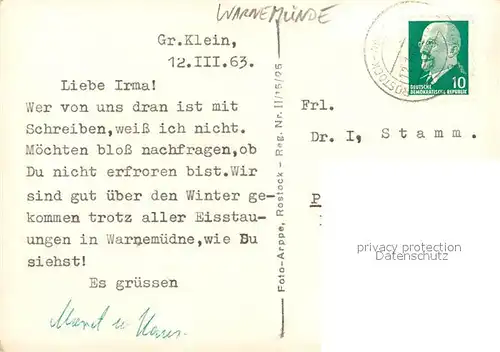 WARNEMÜNDE
Gr.Klein,
12.III.63.
Liebe Irma!
Wer von uns dran ist mit
Schreiben,weiß ich nicht.
Möchten bloß nachfragen,ob
Du nicht erfroren bist.Wir
sind gut über den Winter ge-
kommen trotz aller Eisstau-
ungen in Warnemüdne,wie Du
siehst!
Es grüssen
Foto-Arppe, Rostock - Reg. Nr. II/15/25
ROSTOCK
10
DEUTSCHE
DEMOKRATISCHE REPUBLIK
Frl.
Dr. I, Stamm.
P
privacy protection
oldthing.com